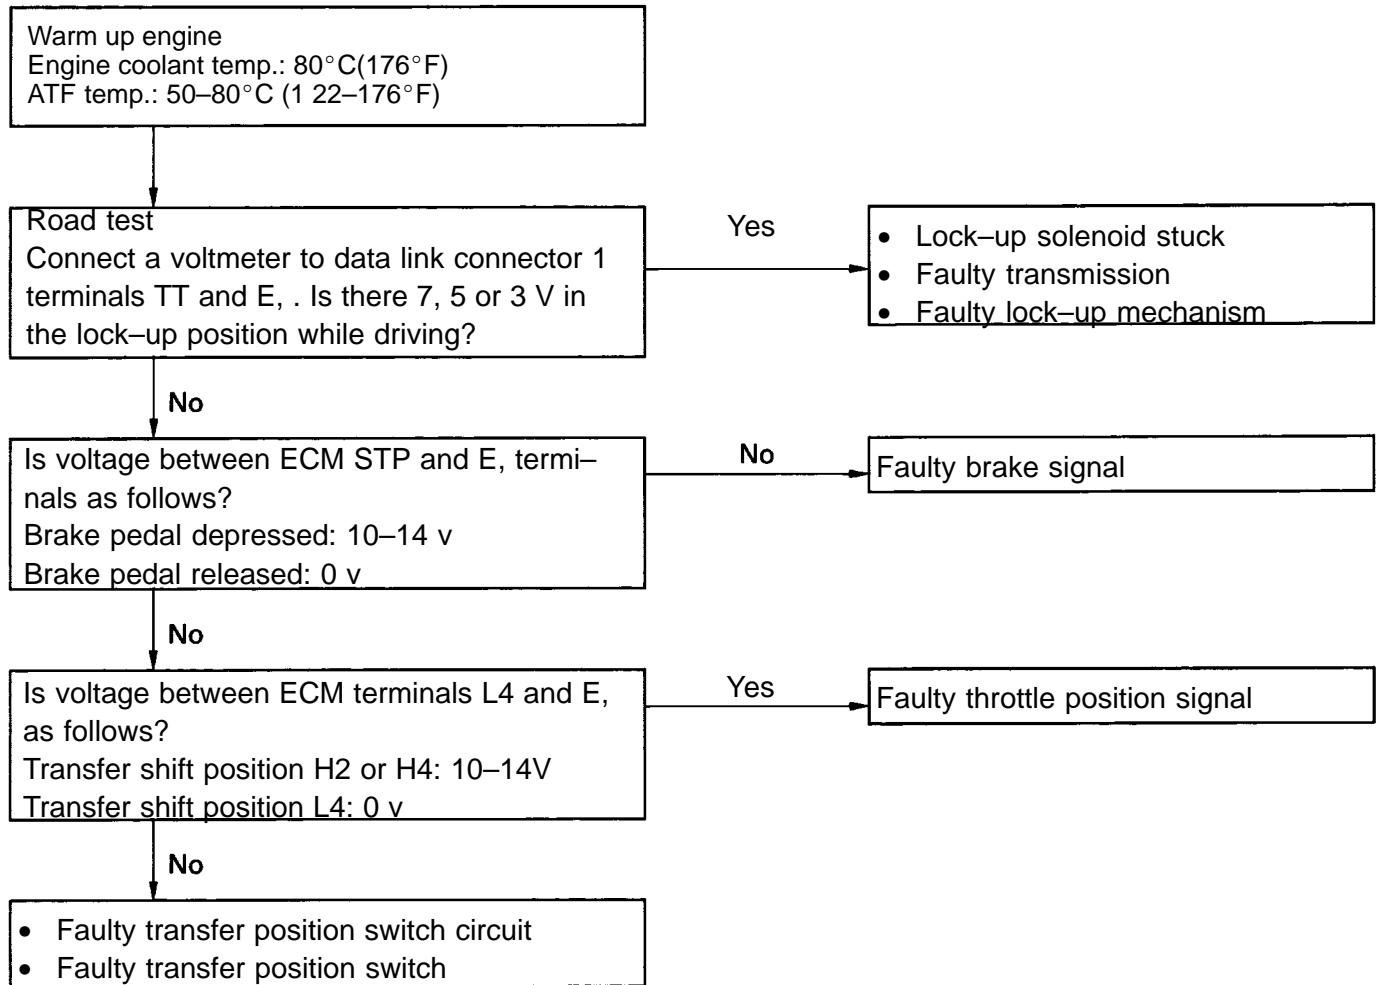 Warm up engine
Engine coolant temp.: 80°C(176°F)
ATF temp.: 50–80°C (1 22–176°F)
Road test
Connect a voltmeter to data link connector 1
terminals TT and E, . Is there 7, 5 or 3 V in
the lock–up position while driving?
Yes
• Lock–up solenoid stuck
• Faulty transmission
• Faulty lock–up mechanism
No
Is voltage between ECM STP and E, termi–
nals as follows?
Brake pedal depressed: 10–14 v
Brake pedal released: 0 v
No
Faulty brake signal
No
Is voltage between ECM terminals L4 and E,
as follows?
Transfer shift position H2 or H4: 10–14V
Transfer shift position L4: 0 v
Yes
Faulty throttle position signal
No
• Faulty transfer position switch circuit
• Faulty transfer position switch